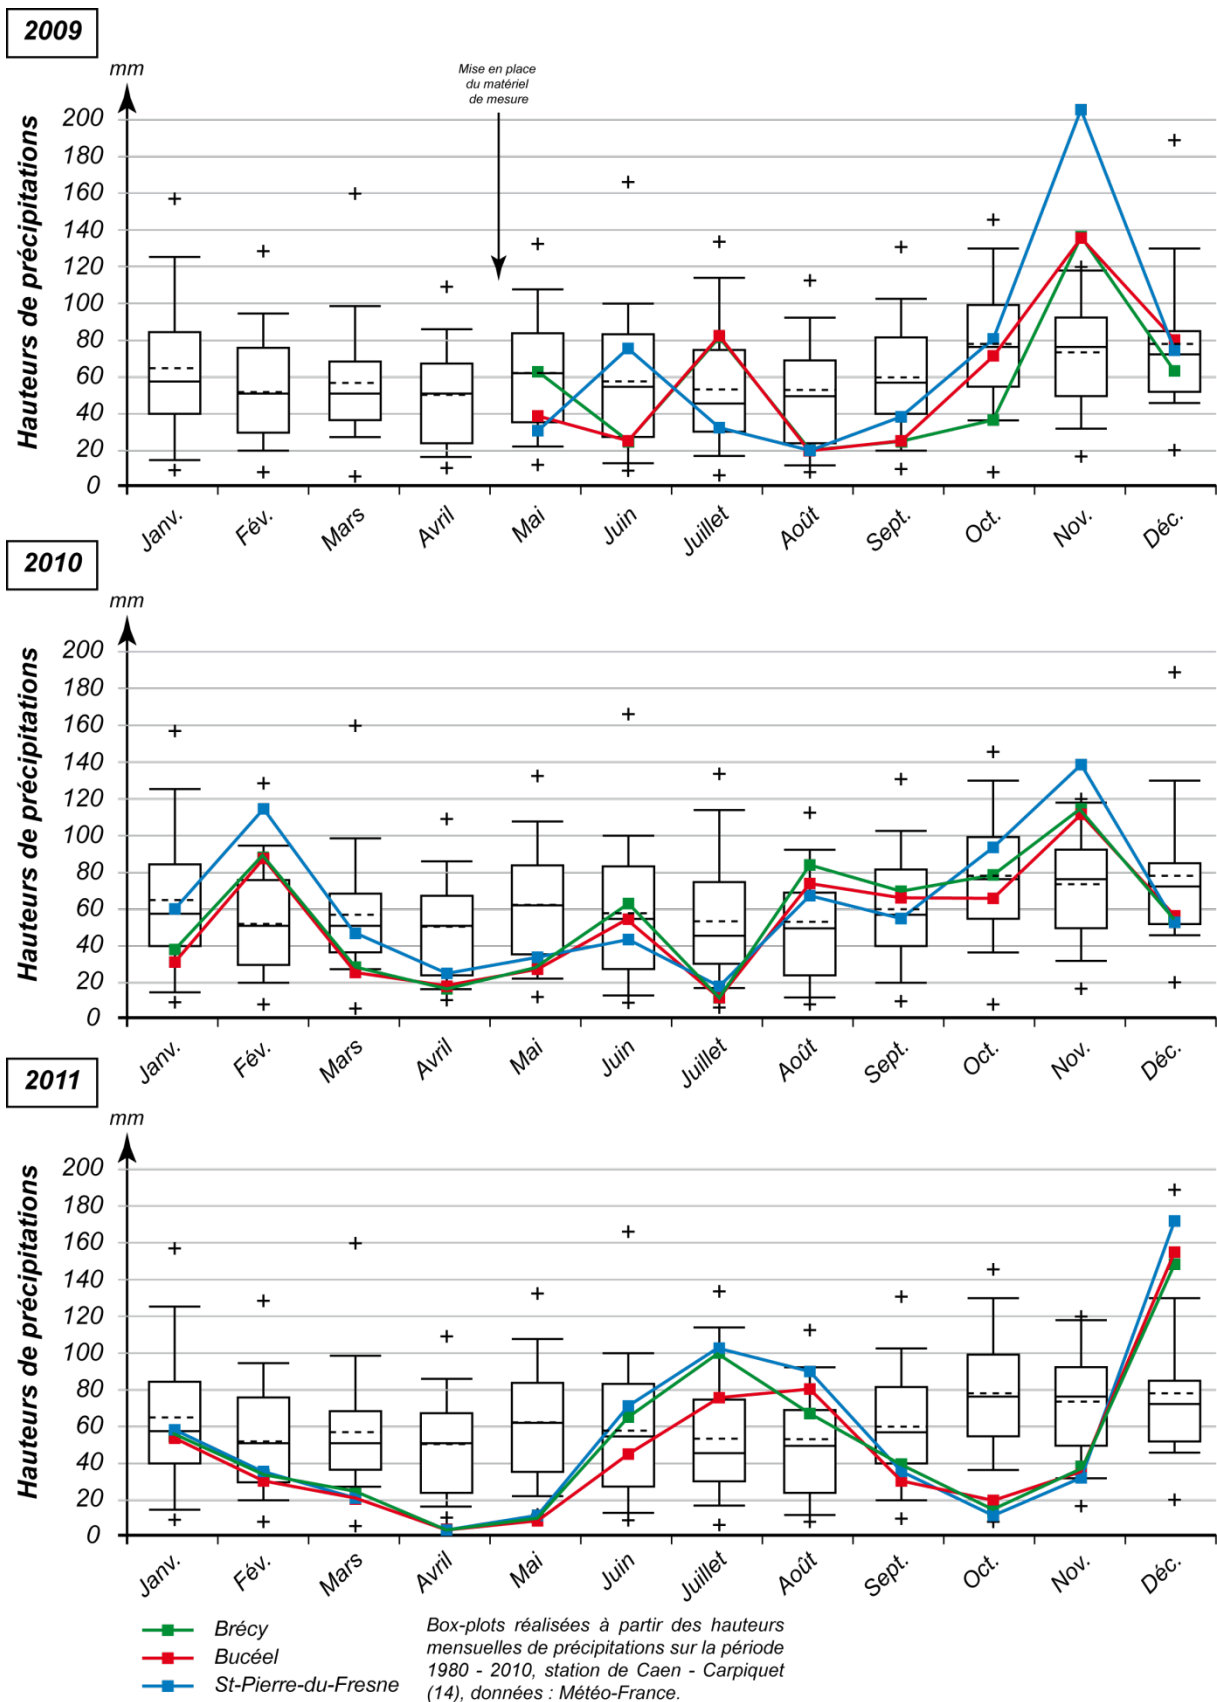 2009
mm
Mise en place
du matériel
de mesure
Hauteurs de précipitations
200
180
160
140
120
100
80
60
40
20
0
Janv.
Fév.
Mars
Avril
Mai
Juin
Juillet
Août
Sept.
Oct.
Nov.
Déc.
2010
mm
Hauteurs de précipitations
200
180
160
140
120
100
80
60
40
20
0
Janv.
Fév.
Mars
Avril
Mai
Juin
Juillet
Août
Sept.
Oct.
Nov.
Déc.
2011
mm
Hauteurs de précipitations
200
180
160
140
120
100
80
60
40
20
0
Janv.
Fév.
Mars
Avril
Mai
Juin
Juillet
Août
Sept.
Oct.
Nov.
Déc.
Brécy
Bucéel
St-Pierre-du-Fresne
Box-plots réalisées à partir des hauteurs
mensuelles de précipitations sur la période
1980 - 2010, station de Caen - Carpiquet
(14), données : Météo-France.